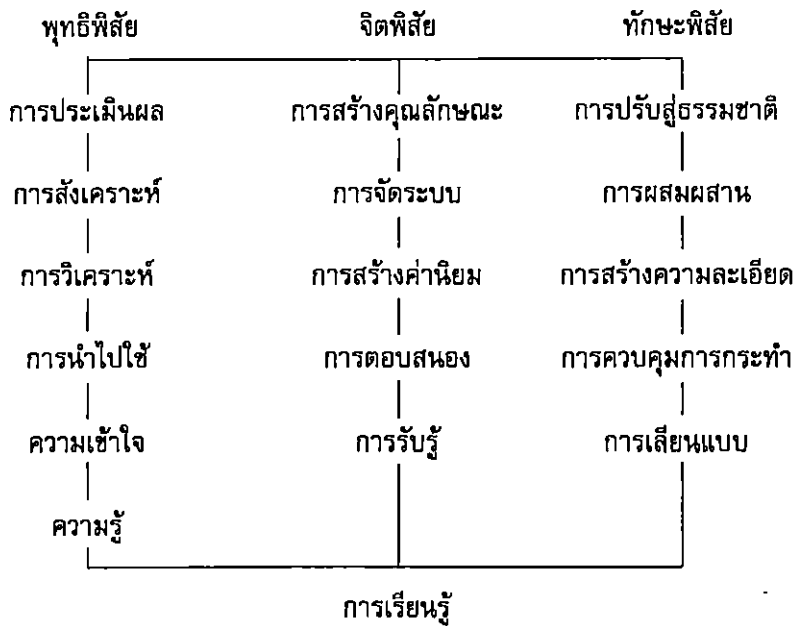 พุทธิพิสัย จิตพิสัย ทักษะพิสัย
การประเมินผล การสร้างคุณลักษณะ การปรับสู่ธรรมชาติ
การสังเคราะห์ การจัดระบบ การผสมผสาน
การวิเคราะห์ การสร้างค่านิยม การสร้างความละเอียด
การนำไปใช้ การตอบสนอง การควบคุมการกระทำ
ความเข้าใจ การรับรู้ การเลียนแบบ
ความรู้
การเรียนรู้